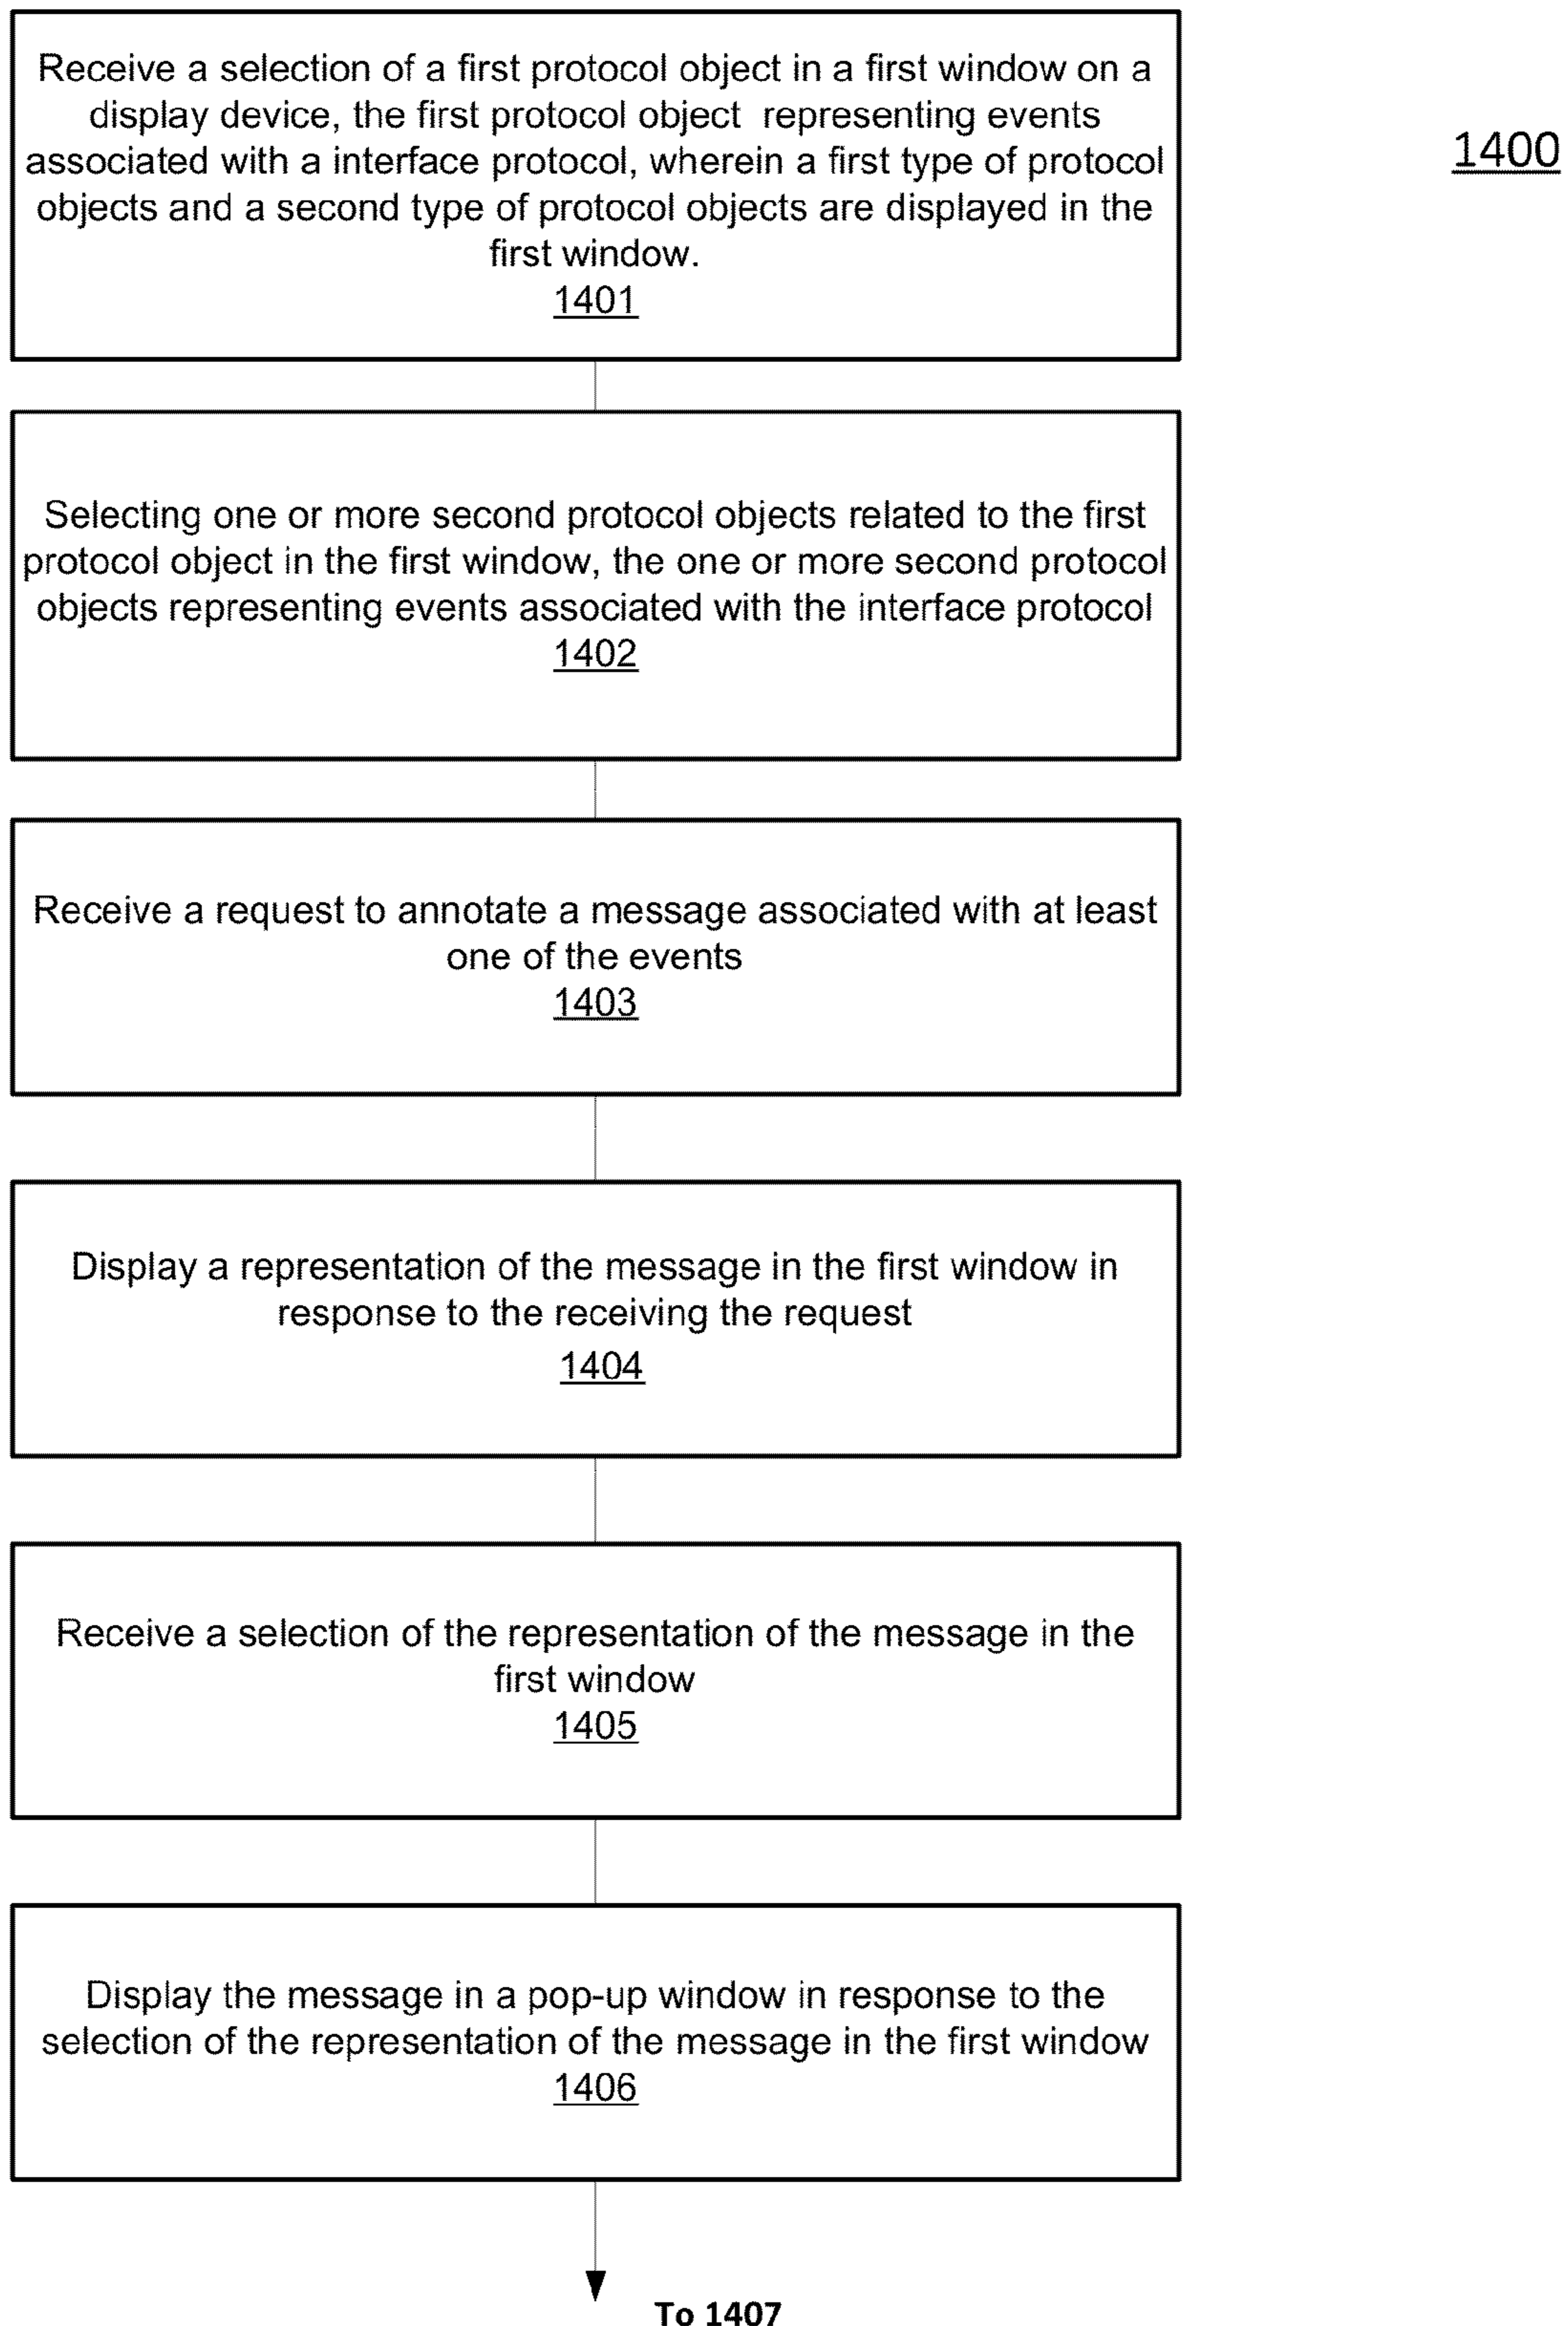 Receive a selection of a first protocol object in a first window on a
display device, the first protocol object representing events
associated with a interface protocol, wherein a first type of protocol
objects and a second type of protocol objects are displayed in the
first window.
1401
1400
Selecting one or more second protocol objects related to the first
protocol object in the first window, the one or more second protocol
objects representing events associated with the interface protocol
1402
Receive a request to annotate a message associated with at least
one of the events
1403
Display a representation of the message in the first window in
response to the receiving the request
1404
Receive a selection of the representation of the message in the
first window
1405
Display the message in a pop-up window in response to the
selection of the representation of the message in the first window
1406
To 1407